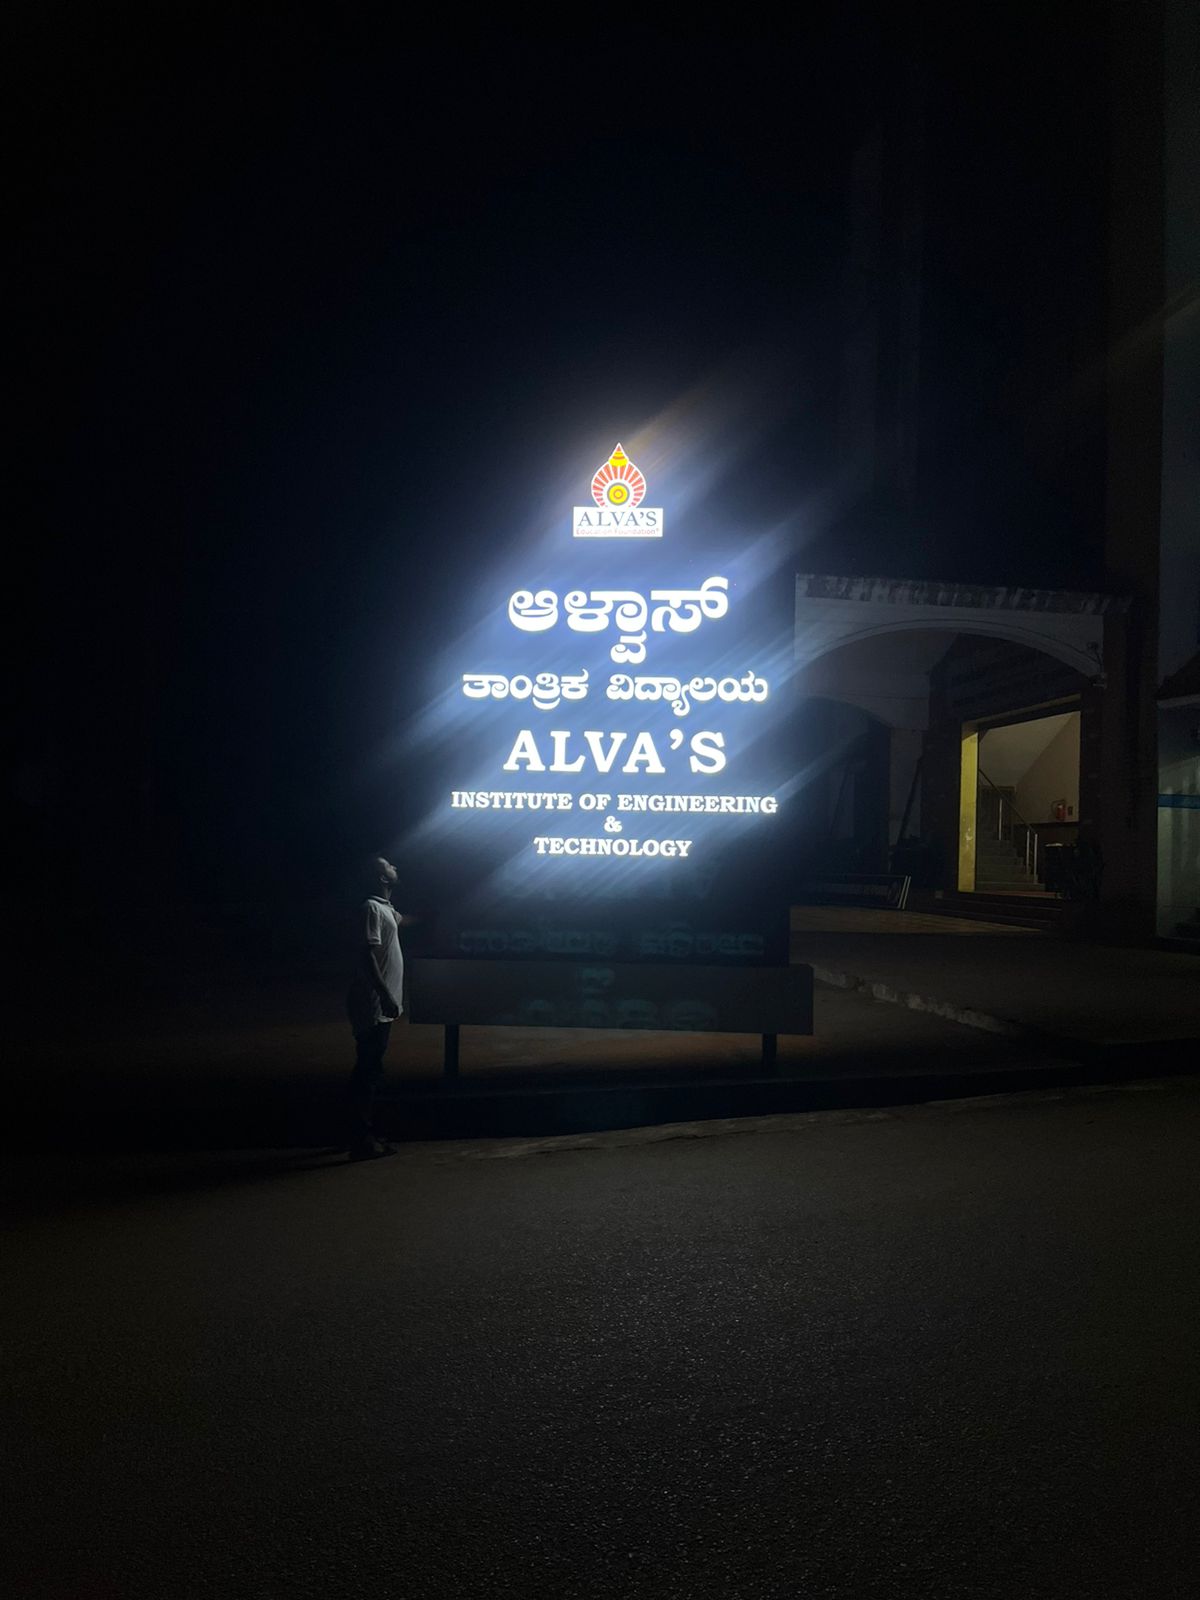 ALVA'S
Education Foundation®
ಆಳ್ವಾಸ್
ತಾಂತ್ರಿಕ ವಿದ್ಯಾಲಯ
ALVA'S
INSTITUTE OF ENGINEERING
&
TECHNOLOGY